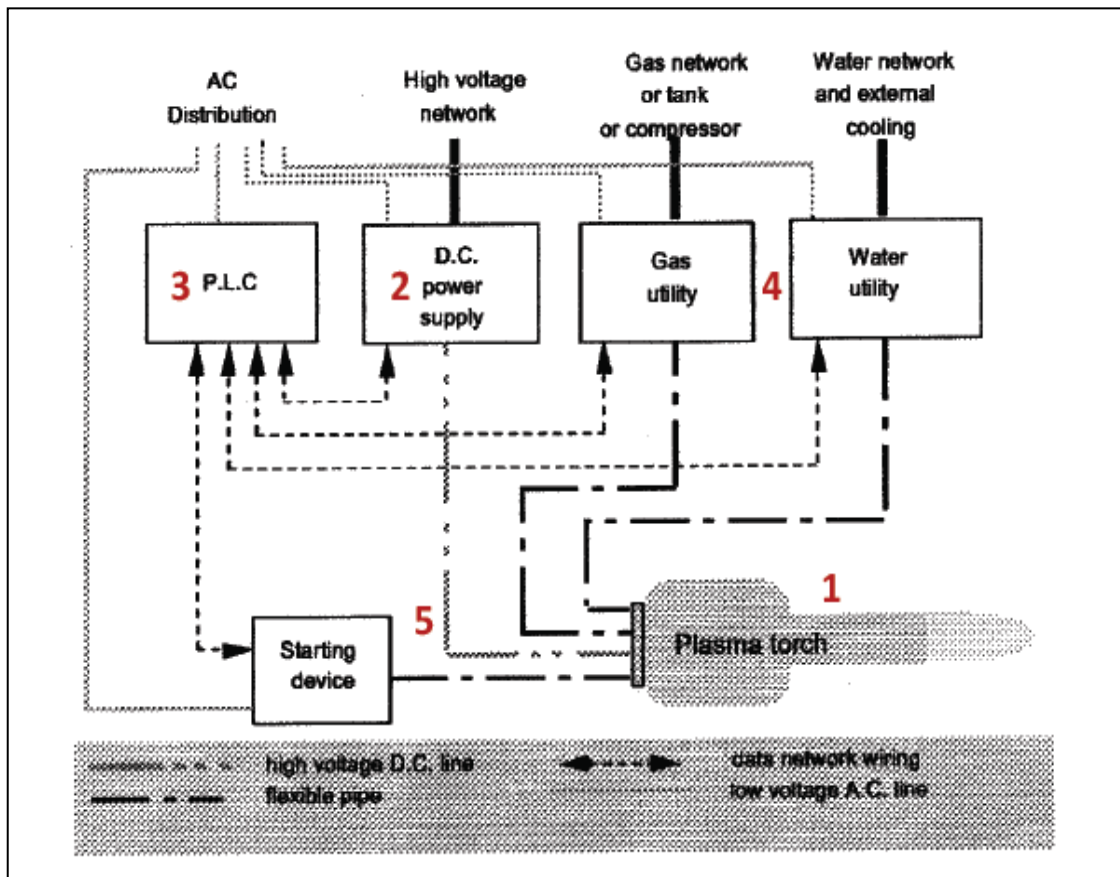 AC
Distribution
High voltage
network
Gas network
or tank
or compressor
Water network
and external
cooling
3 P.L.C
2 D.C.
power
supply
Gas
utility
4
Water
utility
5
1
Starting
device
Plasma torch
high voltage D.C. line
flexible pipe
data network wiring
low voltage A.C. line